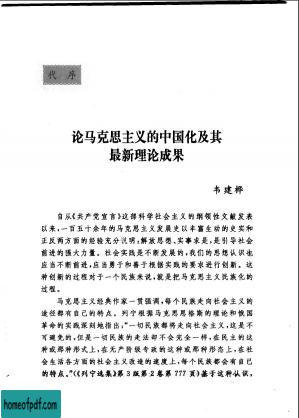 代 序
论马克思主义的中国化及其
最新理论成果
韦建桦
自从《共产党宣言》这部科学社会主义的纲领性文献发表
以来，一百五十余年的马克思主义发展史以丰富生动的史实和
正反两方面的经验充分说明：解放思想、实事求是，是引导社会
前进的强大力量。社会实践是不断发展的，我们的思想认识也
应当不断前进，应当勇于和善于根据实践的要求进行创新。这
种创新的过程对于一个民族来说，就是马克思主义民族化的
过程。
马克思主义经典作家一贯强调，每个民族走向社会主义的
途径都有自己的特点。列宁根据马克思恩格斯的理论和俄国
革命的实践深刻地指出：“一切民族都将走向社会主义，这是不
可避免的，但是一切民族的走法却不会完全一样，在民主的这
种或那种形式上，在无产阶级专政的这种或那种形态上，在社
会生活各方面的社会主义改造的速度上，每个民族都会有自己
的特点。”（《列宁选集》第3版第2卷第777页）基于这种认识，
homeofpdf.com